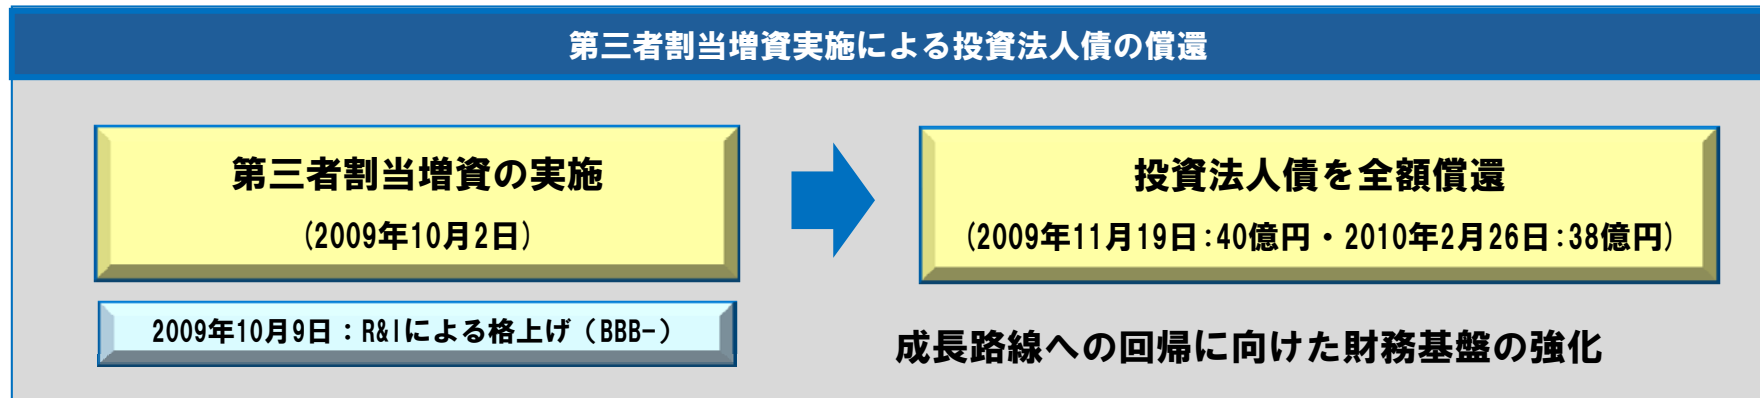 第三者割当増資実施による投資法人債の償還
第三者割当増資の実施
(2009年10月2日)
投資法人債を全額償還
(2009年11月19日:40億円・2010年2月26日:38億円)
2009年10月9日：R&Iによる格上げ（BBB-）
成長路線への回帰に向けた財務基盤の強化